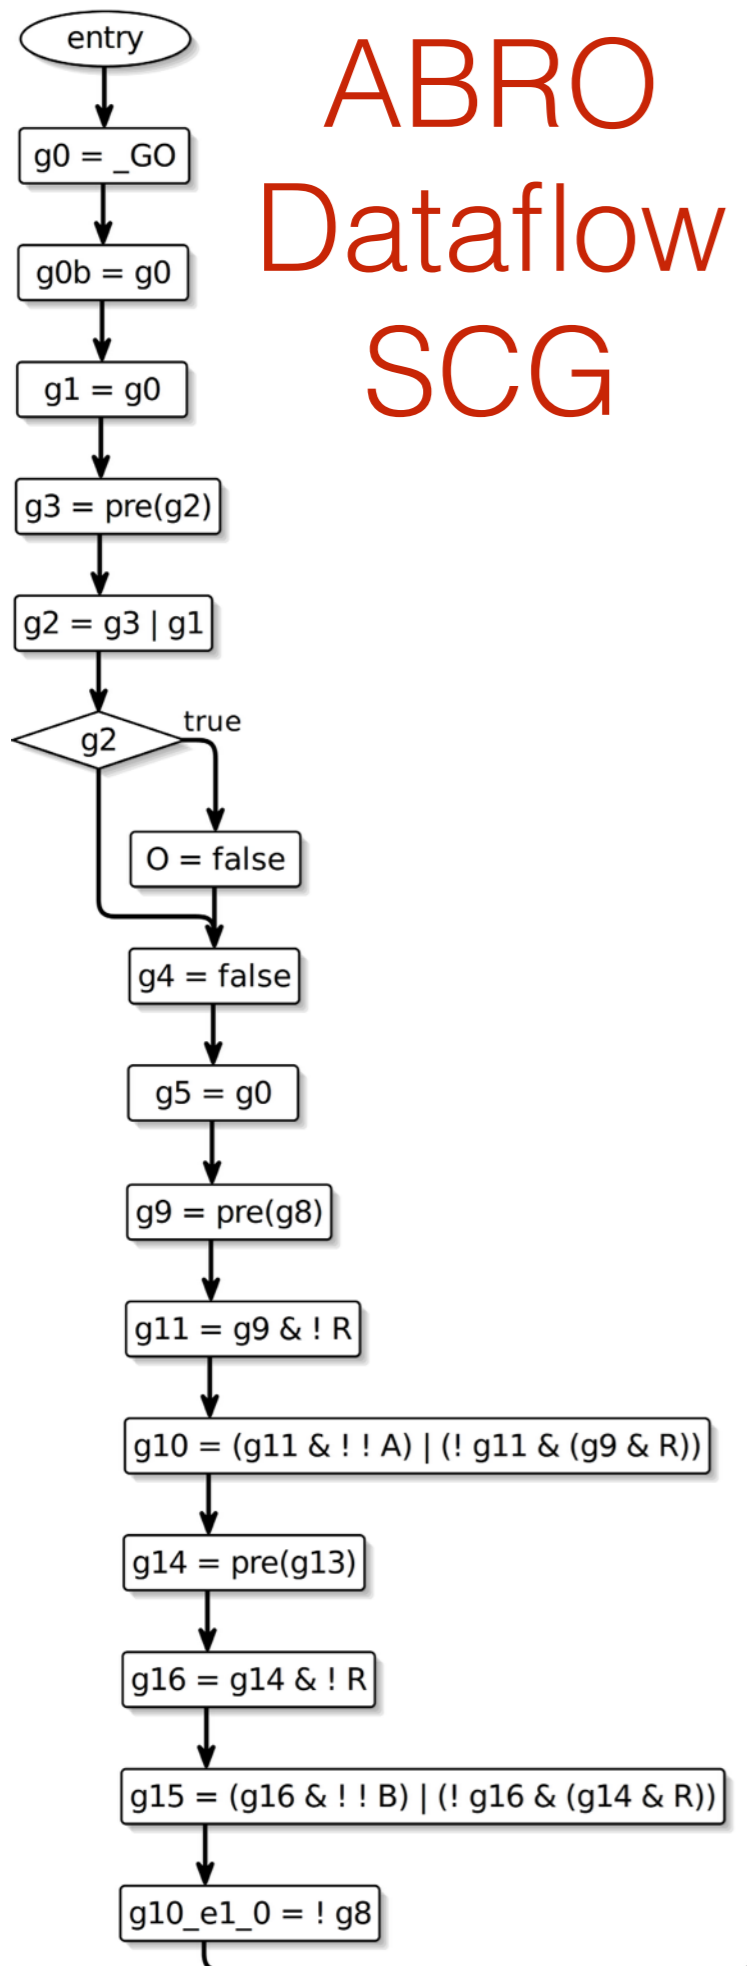 entry
ABRO
Dataflow
SCG
g0 = _GO
g0b = g0
g1 = g0
g3 = pre(g2)
g2 = g3 | g1
g2
true
O = false
g4 = false
g5 = g0
g9 = pre(g8)
g11 = g9 & ! R
g10 = (g11 & ! ! A) | (! g11 & (g9 & R))
g14 = pre(g13)
g16 = g14 & ! R
g15 = (g16 & ! ! B) | (! g16 & (g14 & R))
g10_e1_0 = ! g8